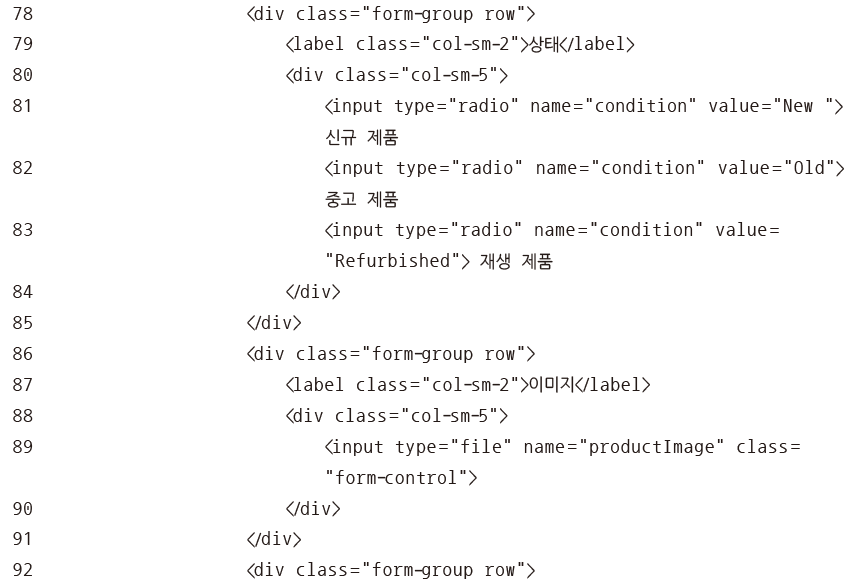 78 <div class="form-group row">
79 <label class="col-sm-2">상태</label>
80 <div class="col-sm-5">
81 <input type="radio" name="condition" value="New ">
신규 제품
82 <input type="radio" name="condition" value="Old">
중고 제품
83 <input type="radio" name="condition" value=
"Refurbished"> 재생 제품
84 </div>
85 </div>
86 <div class="form-group row">
87 <label class="col-sm-2">이미지</label>
88 <div class="col-sm-5">
89 <input type="file" name="productImage" class=
"form-control">
90 </div>
91 </div>
92 <div class="form-group row">